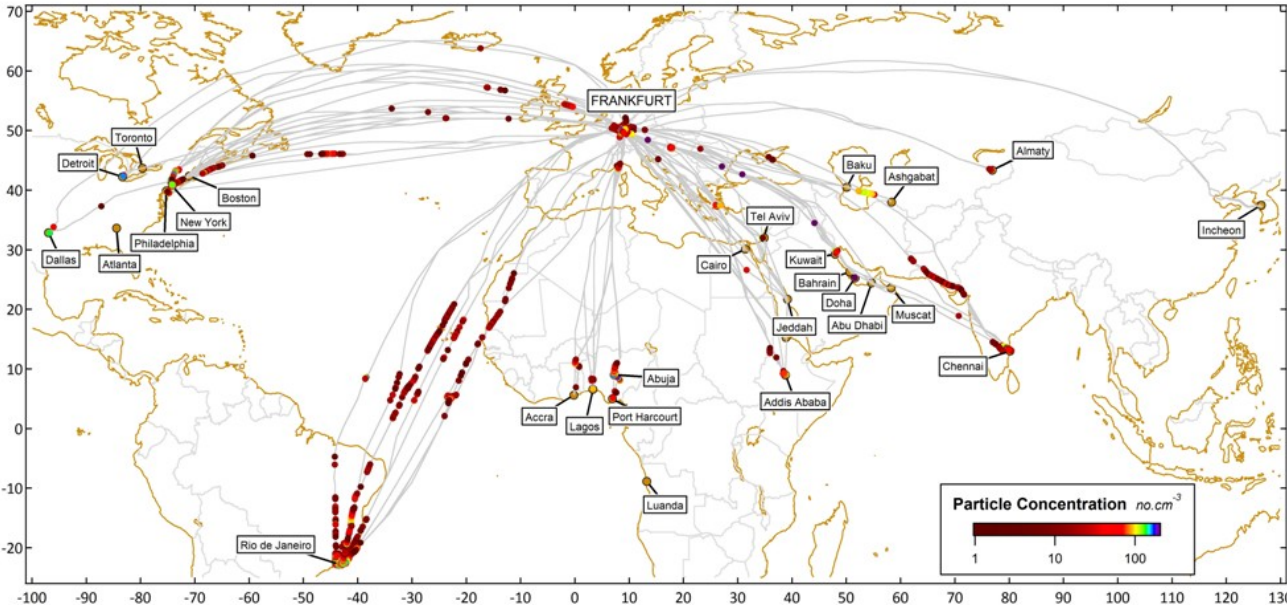 70
60
50
40
30
20
10
0
-10
-20
-100
-90
-80
-70
-60
-50
-40
-30
-20
-10
0
10
20
30
40
50
60
70
80
90
100
110
120
130
FRANKFURT
Toronto
Detroit
Boston
New York
Philadelphia
Dallas
Atlanta
Baku
Ashgabat
Almaty
Incheon
Tel Aviv
Cairo
Kuwait
Bahrain
Doha
Abu Dhabi
Muscat
Jeddah
Chennai
Addis Ababa
Abuja
Accra
Lagos
Port Harcourt
Luanda
Rio de Janeiro
Particle Concentration no.cm-3
1 10 100